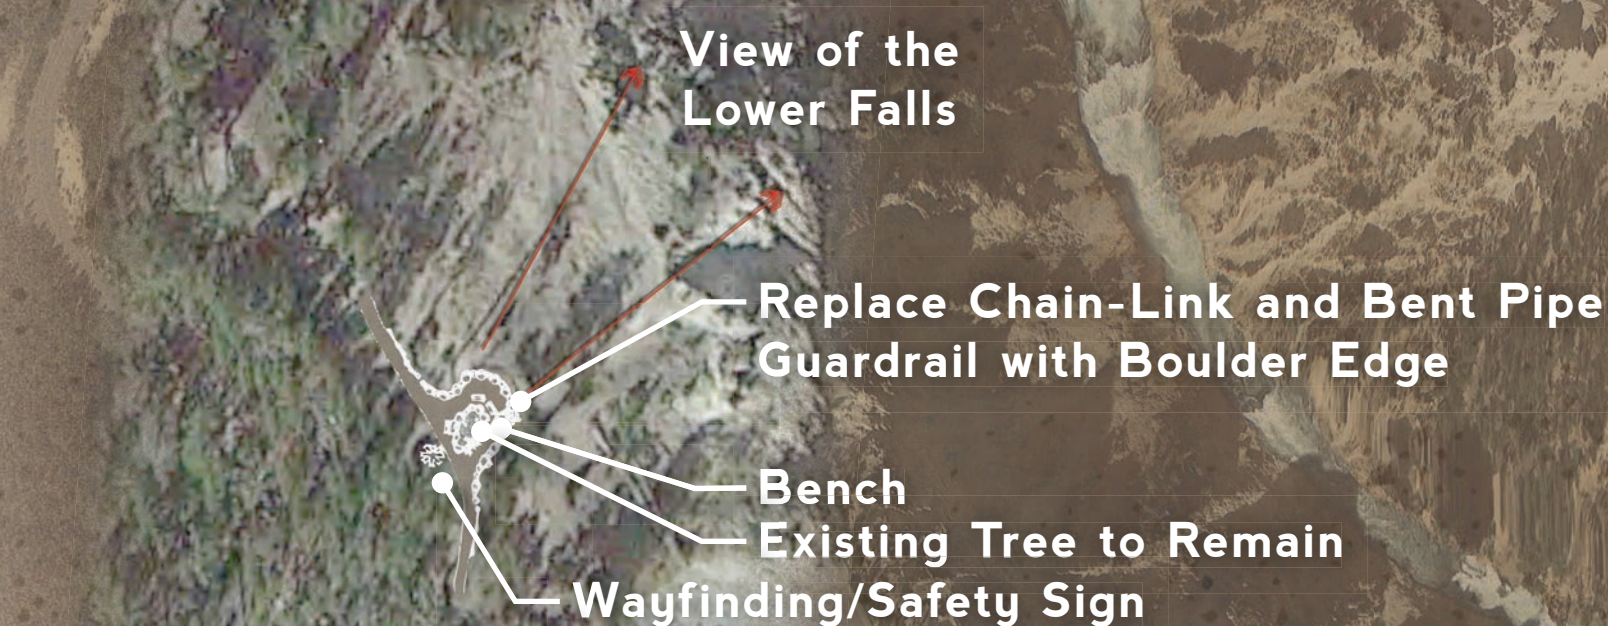 View of the
Lower Falls
Replace Chain-Link and Bent Pipe
Guardrail with Boulder Edge
Bench
Existing Tree to Remain
Wayfinding/Safety Sign